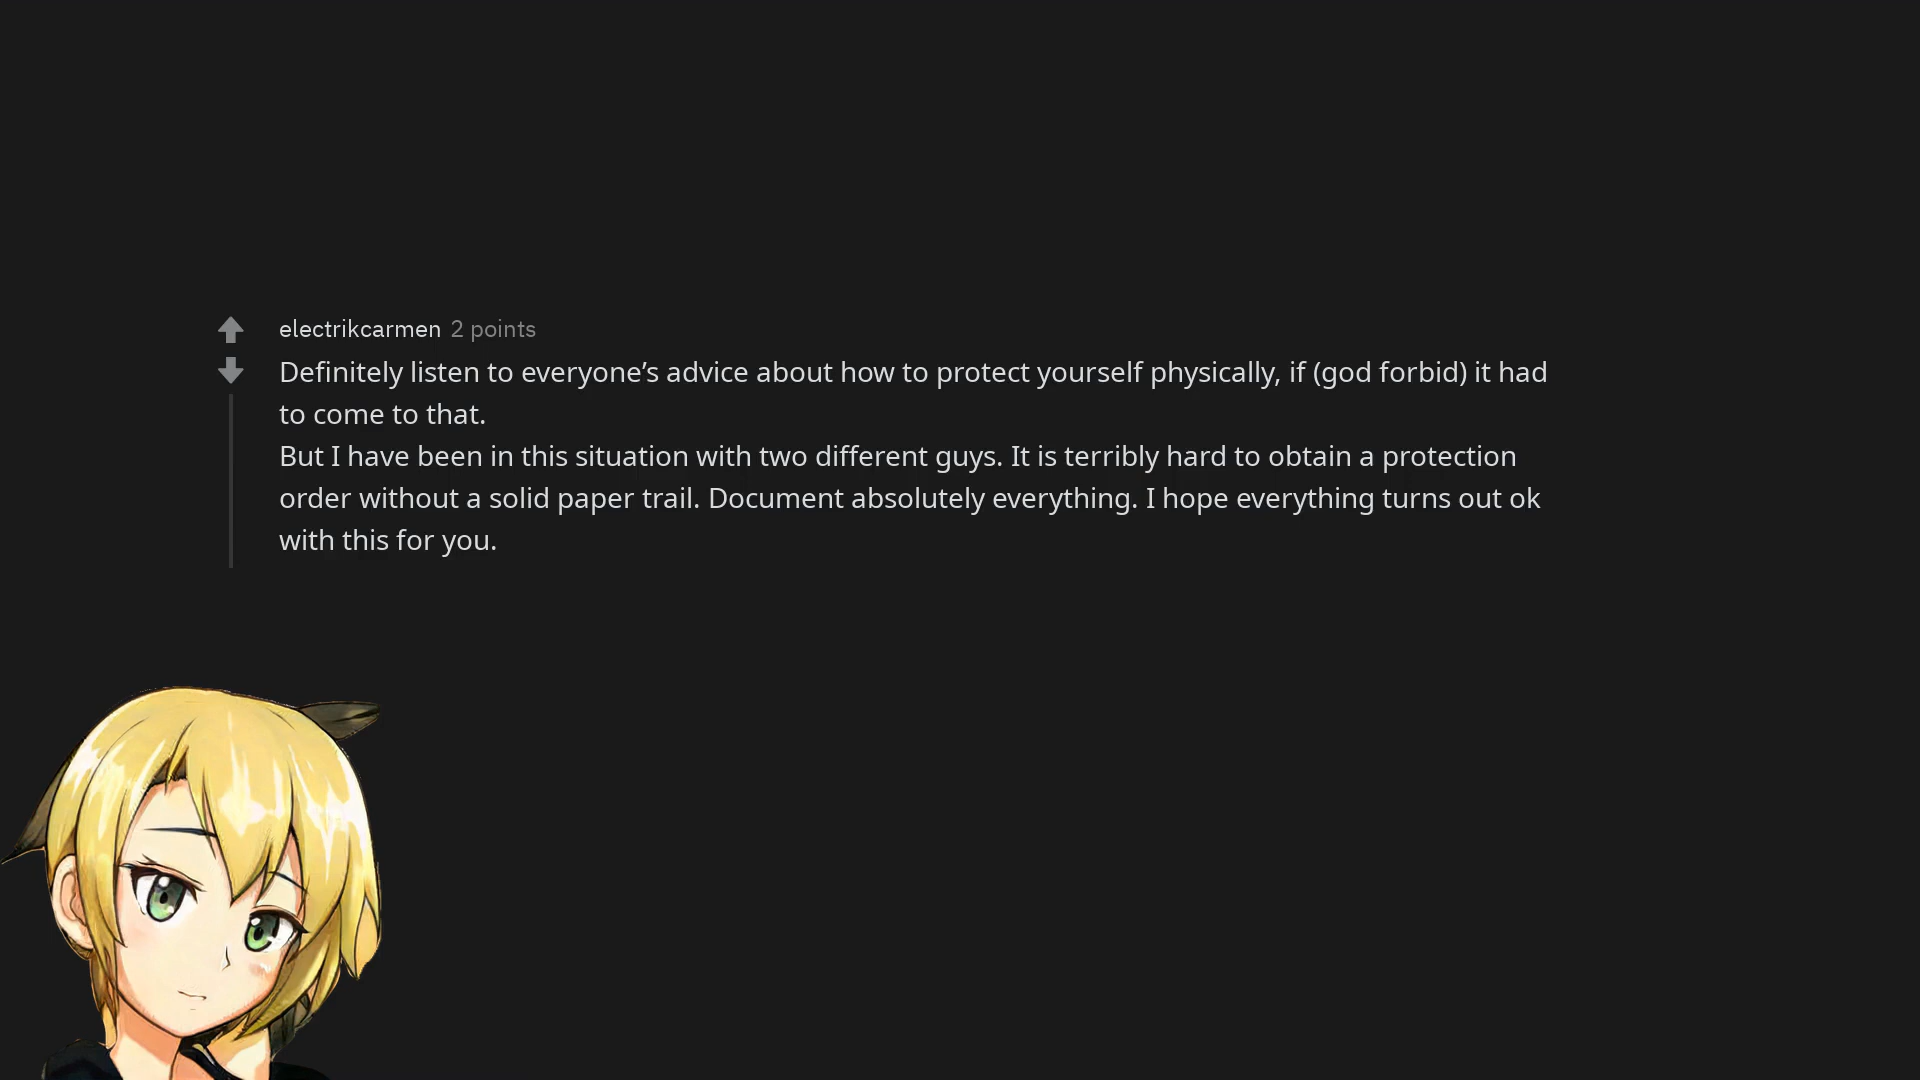 electrikcarmen 2 points
Definitely listen to everyone’s advice about how to protect yourself physically, if (god forbid) it had
to come to that.
But I have been in this situation with two different guys. It is terribly hard to obtain a protection
order without a solid paper trail. Document absolutely everything. I hope everything turns out ok
with this for you.